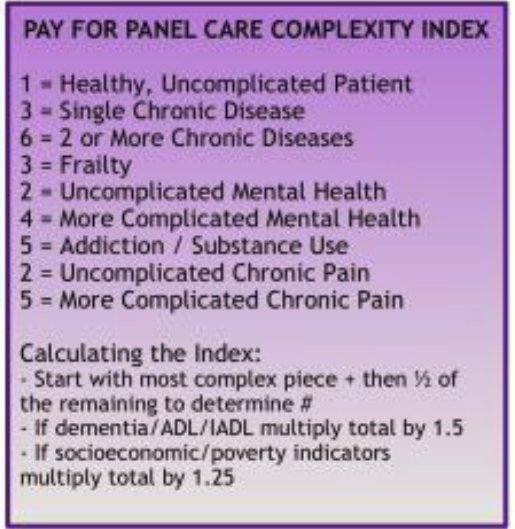 PAY FOR PANEL CARE COMPLEXITY INDEX
1 = Healthy, Uncomplicated Patient
3 = Single Chronic Disease
6 = 2 or More Chronic Diseases
3 = Frailty
2 = Uncomplicated Mental Health
4 = More Complicated Mental Health
5 = Addiction / Substance Use
2 = Uncomplicated Chronic Pain
5 = More Complicated Chronic Pain
Calculating the Index:
- Start with most complex piece + then ½ of
the remaining to determine #
- If dementia/ADL/IADL multiply total by 1.5
- If socioeconomic/poverty indicators
multiply total by 1.25